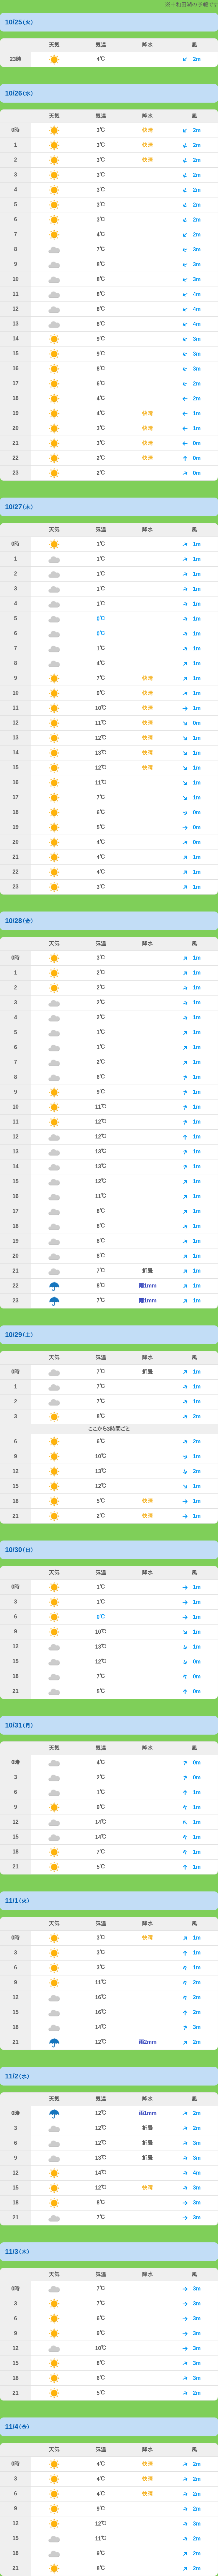 の予報です
10/25(火)
天気 気温 降水 風
23時 4℃ 2m
10/26(水)
天気 気温 降水 風
0時 3℃ 快晴 2m
1 3℃ 快晴 2m
2 3℃ 快晴 2m
3 3℃ 2m
4 3℃ 2m
5 3℃ 2m
6 3℃ 2m
7 4℃ 2m
8 7℃ 3m
9 8℃ 3m
10 8℃ 3m
11 8℃ 4m
12 8℃ 4m
13 8℃ 4m
14 9℃ 3m
15 9℃ 3m
16 8℃ 3m
17 6℃ 2m
18 4℃ 2m
19 4℃ 快晴 1m
20 3℃ 快晴 1m
21 3℃ 快晴 0m
22 2℃ 快晴 0m
23 2℃ 0m
10/27(木)
天気 気温 降水 風
0時 1℃ 1m
1 1℃ 1m
2 1℃ 1m
3 1℃ 1m
4 1℃ 1m
5 0℃ 1m
6 0℃ 1m
7 1℃ 1m
8 4℃ 1m
9 7℃ 快晴 1m
10 9℃ 快晴 1m
11 10℃ 快晴 1m
12 11℃ 快晴 0m
13 12℃ 快晴 1m
14 13℃ 快晴 1m
15 12℃ 快晴 1m
16 11℃ 1m
17 7℃ 1m
18 6℃ 0m
19 5℃ 0m
20 4℃ 0m
21 4℃ 1m
22 4℃ 1m
23 3℃ 1m
10/28(金)
天気 気温 降水 風
0時 3℃ 1m
1 2℃ 1m
2 2℃ 1m
3 2℃ 1m
4 2℃ 1m
5 1℃ 1m
6 1℃ 1m
7 2℃ 1m
8 6℃ 1m
9 9℃ 1m
10 11℃ 1m
11 12℃ 1m
12 12℃ 1m
13 13℃ 1m
14 13℃ 1m
15 12℃ 1m
16 11℃ 1m
17 8℃ 1m
18 8℃ 1m
19 8℃ 1m
20 8℃ 1m
21 7℃ 折畳 1m
22 8℃ 雨1mm 1m
23 7℃ 雨1mm 1m
10/29(土)
天気 気温 降水 風
0時 7℃ 折畳 1m
1 7℃ 1m
2 7℃ 1m
3 8℃ 2m
ここから3時間ごと
6 6℃ 2m
9 10℃ 1m
12 13℃ 2m
15 12℃ 1m
18 5℃ 快晴 1m
21 2℃ 快晴 1m
10/30(日)
天気 気温 降水 風
0時 1℃ 1m
3 1℃ 1m
6 0℃ 1m
9 10℃ 1m
12 13℃ 1m
15 12℃ 0m
18 7℃ 0m
21 5℃ 0m
10/31(月)
天気 気温 降水 風
0時 4℃ 0m
3 2℃ 0m
6 1℃ 1m
9 9℃ 1m
12 14℃ 1m
15 14℃ 1m
18 7℃ 1m
21 5℃ 1m
11/1(火)
天気 気温 降水 風
0時 3℃ 快晴 1m
3 3℃ 1m
6 3℃ 1m
9 11℃ 2m
12 16℃ 2m
15 16℃ 2m
18 14℃ 3m
21 12℃ 雨2mm 2m
11/2(水)
天気 気温 降水 風
0時 12℃ 雨1mm 2m
3 12℃ 折畳 2m
6 12℃ 折畳 3m
9 13℃ 折畳 3m
12 14℃ 4m
15 12℃ 快晴 3m
18 8℃ 3m
21 7℃ 3m
11/3(木)
天気 気温 降水 風
0時 7℃ 3m
3 7℃ 3m
6 6℃ 3m
9 9℃ 3m
12 10℃ 3m
15 8℃ 3m
18 6℃ 3m
21 5℃ 2m
11/4(金)
天気 気温 降水 風
0時 4℃ 快晴 2m
3 4℃ 快晴 2m
6 4℃ 快晴 2m
9 9℃ 2m
12 12℃ 3m
15 11℃ 2m
18 9℃ 2m
21 8℃ 2m